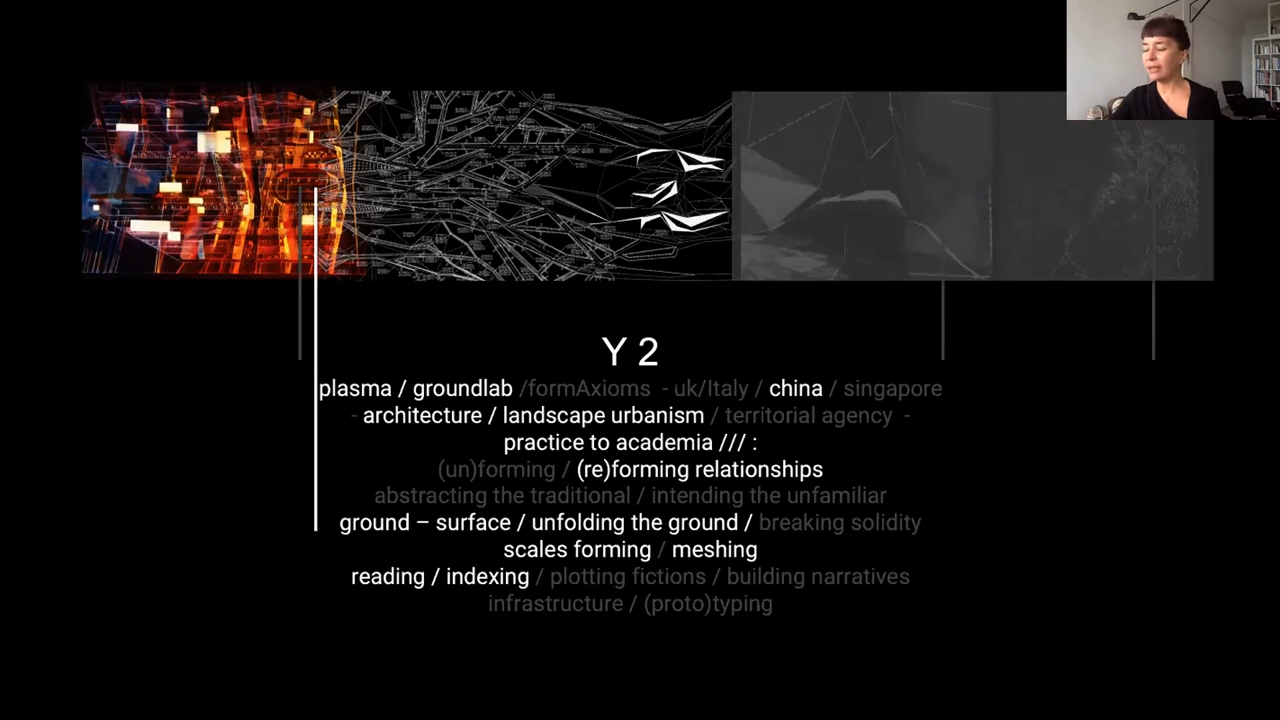 Y 2
plasma / groundlab /formAxioms - uk/Italy / china / singapore
- architecture / landscape urbanism / territorial agency -
practice to academia /// :
(un)forming / (re)forming relationships
abstracting the traditional / intending the unfamiliar
ground – surface / unfolding the ground / breaking solidity
scales forming / meshing
reading / indexing / plotting fictions / building narratives
infrastructure / (proto)typing